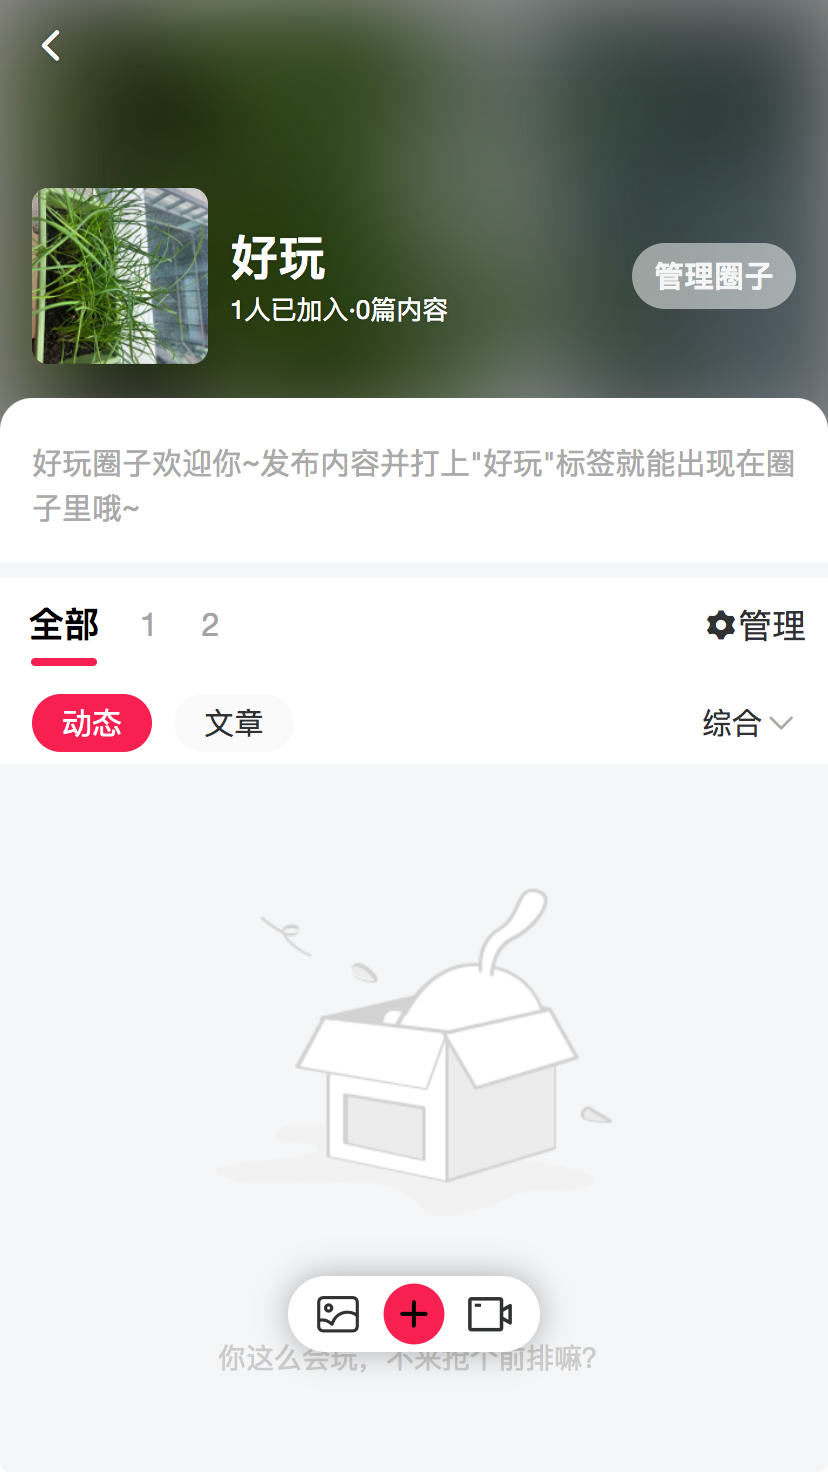 好玩
1人已加入·0篇内容
管理圈子
好玩圈子欢迎你~发布内容并打上"好玩"标签就能出现在圈
子里哦~
全部 1 2 管理
动态 文章 综合
你这么会玩，不来抢个前排嘛?